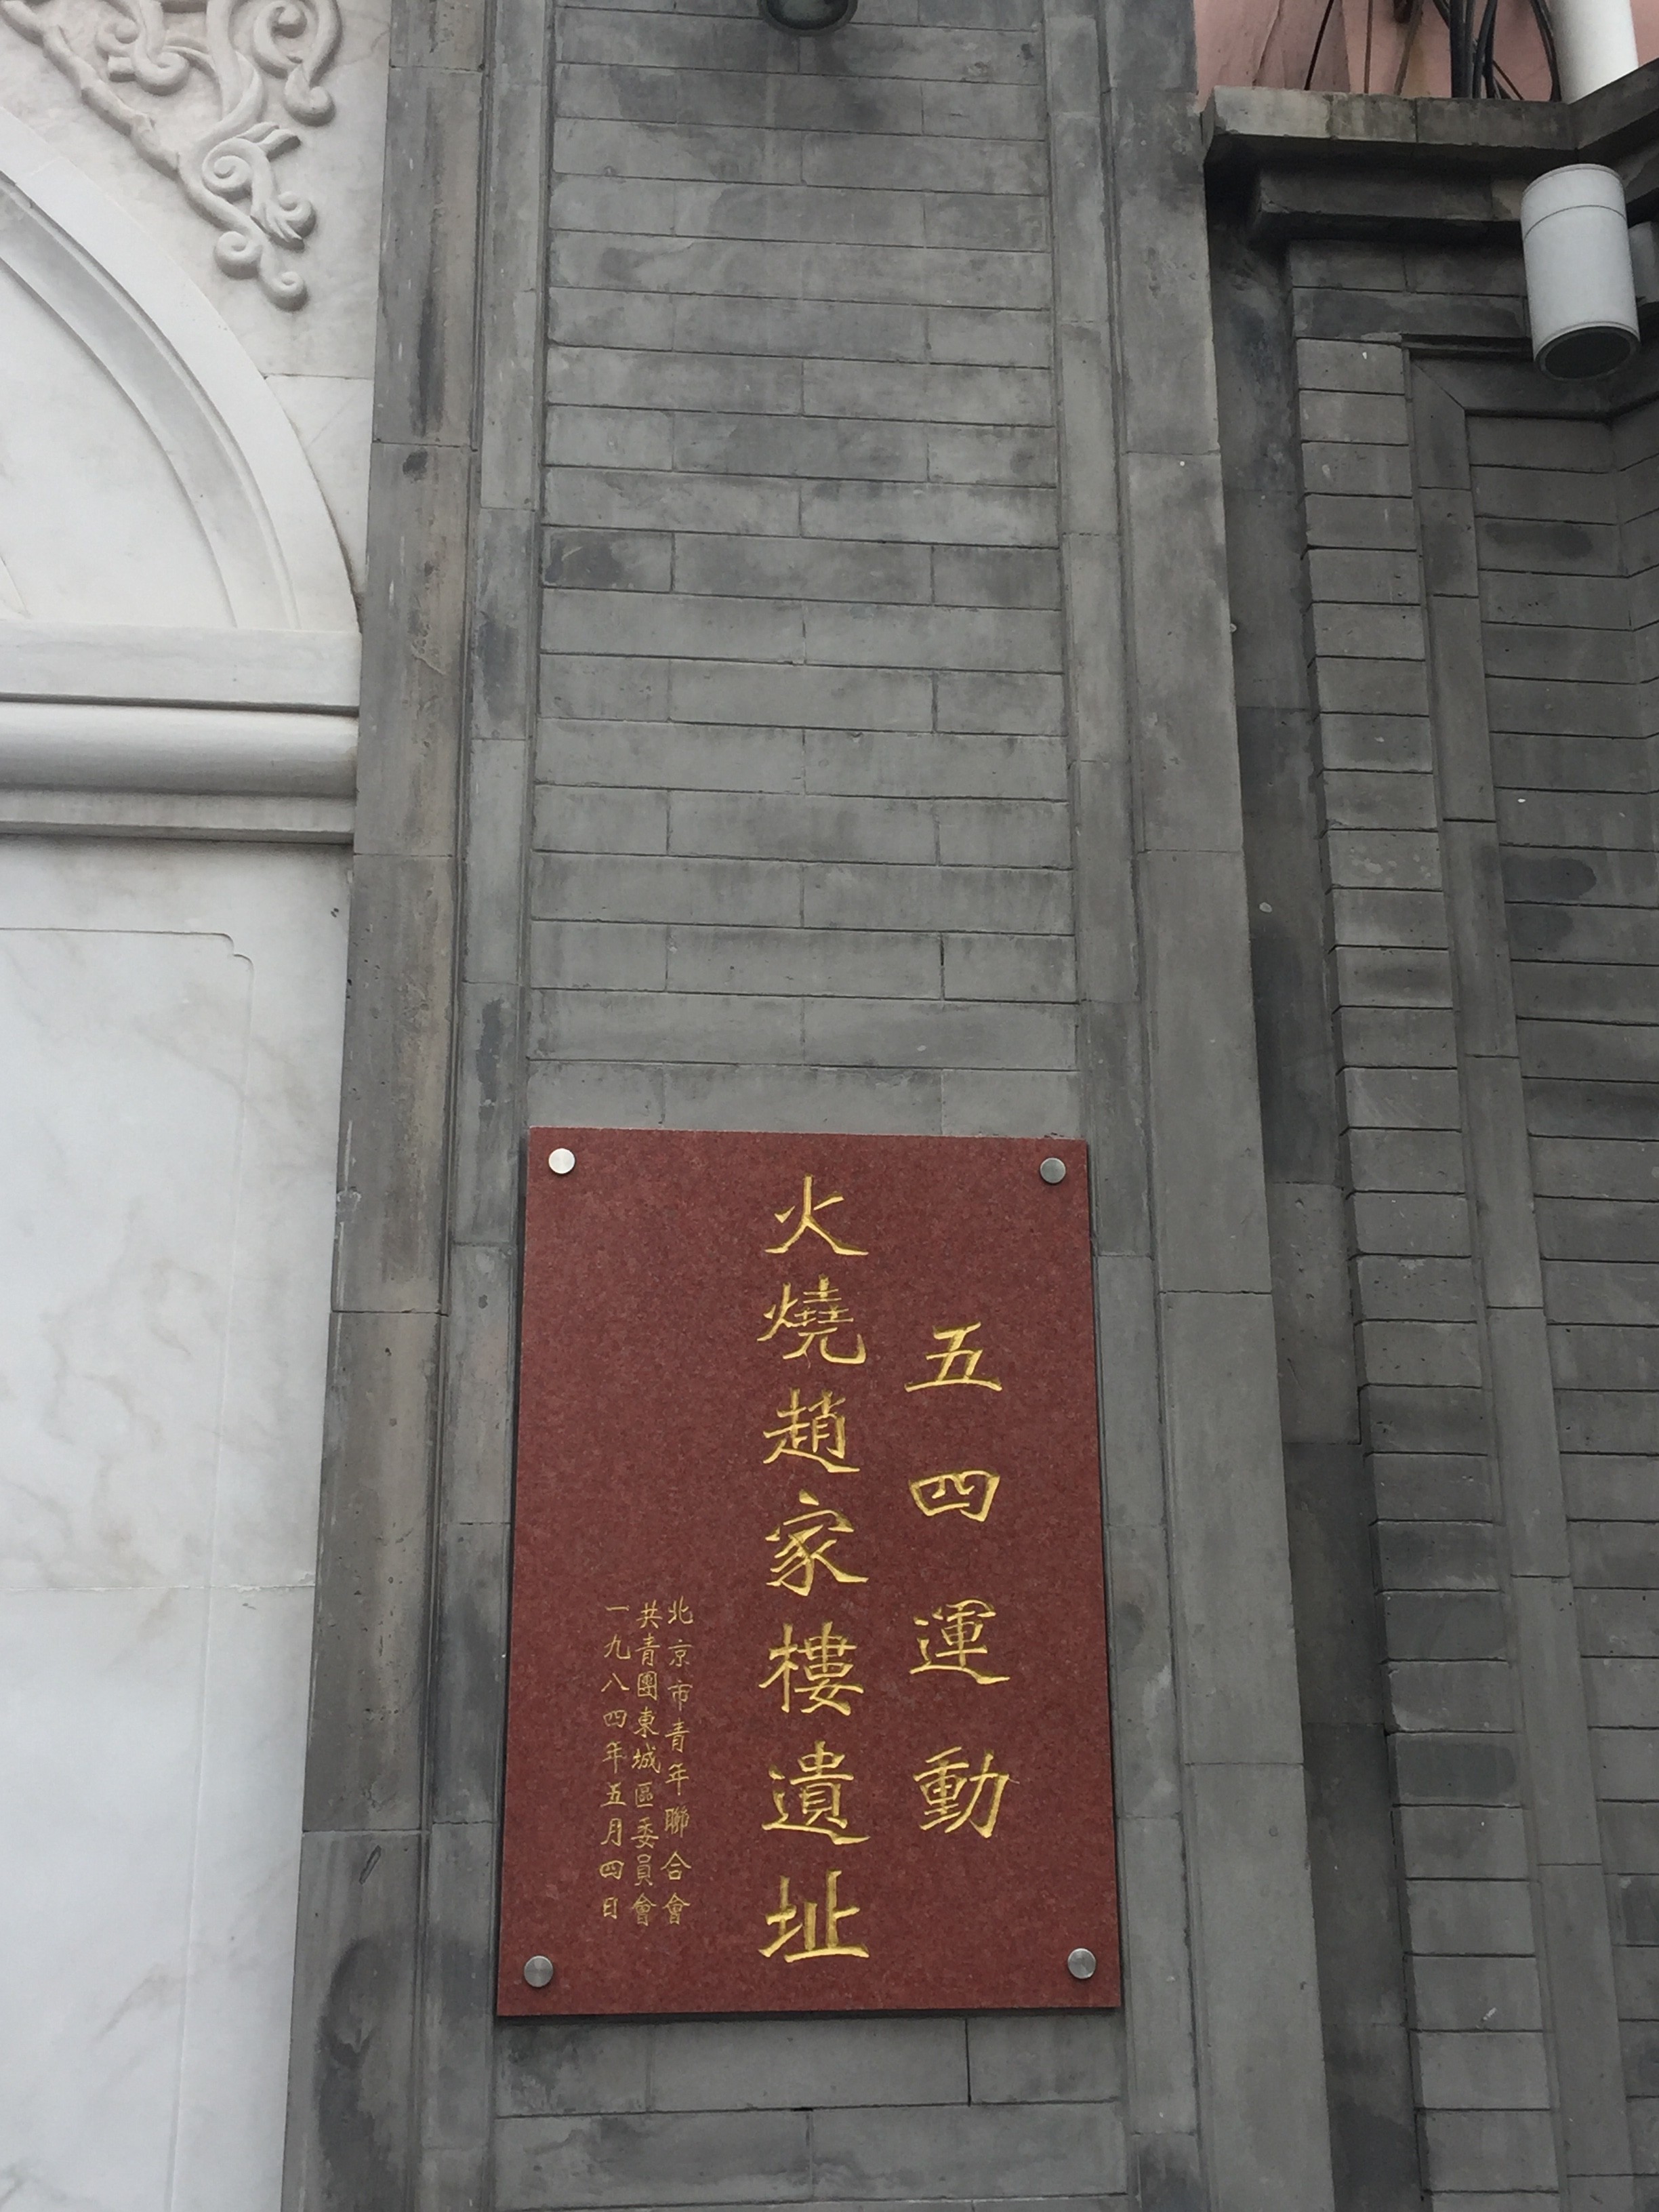 五四運動
火燒趙家樓遺址
北京市青年聯合會
共青團東城區委員會
一九八四年五月四日